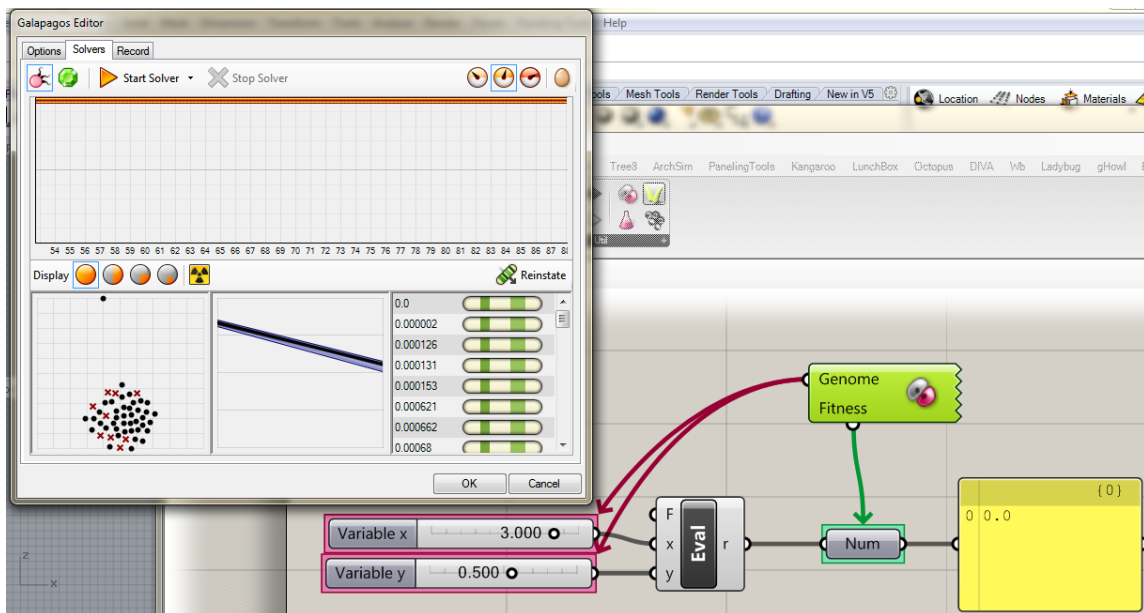 Galapagos Editor
Help
Options Solvers Record
Start Solver Stop Solver
ools Mesh Tools Render Tools Drafting New in V5
Location Nodes Materials
Tree8 ArchSim PanelingTools Kangaroo LunchBox Octopus DIVA Wb Ladybug gHowl
Util
54 55 56 57 58 59 60 61 62 63 64 65 66 67 68 69 70 71 72 73 74 75 76 77 78 79 80 81 82 83 84 85 86 87 88
Display Reinstate
0.0
0.000002
0.000126
0.000131
0.000153
0.000621
0.000662
0.00068
OK Cancel
Genome
Fitness
{0}
0 0.0
Variable x 3.000
Variable y 0.500
F
x
y
Eval
r
Num
z
x